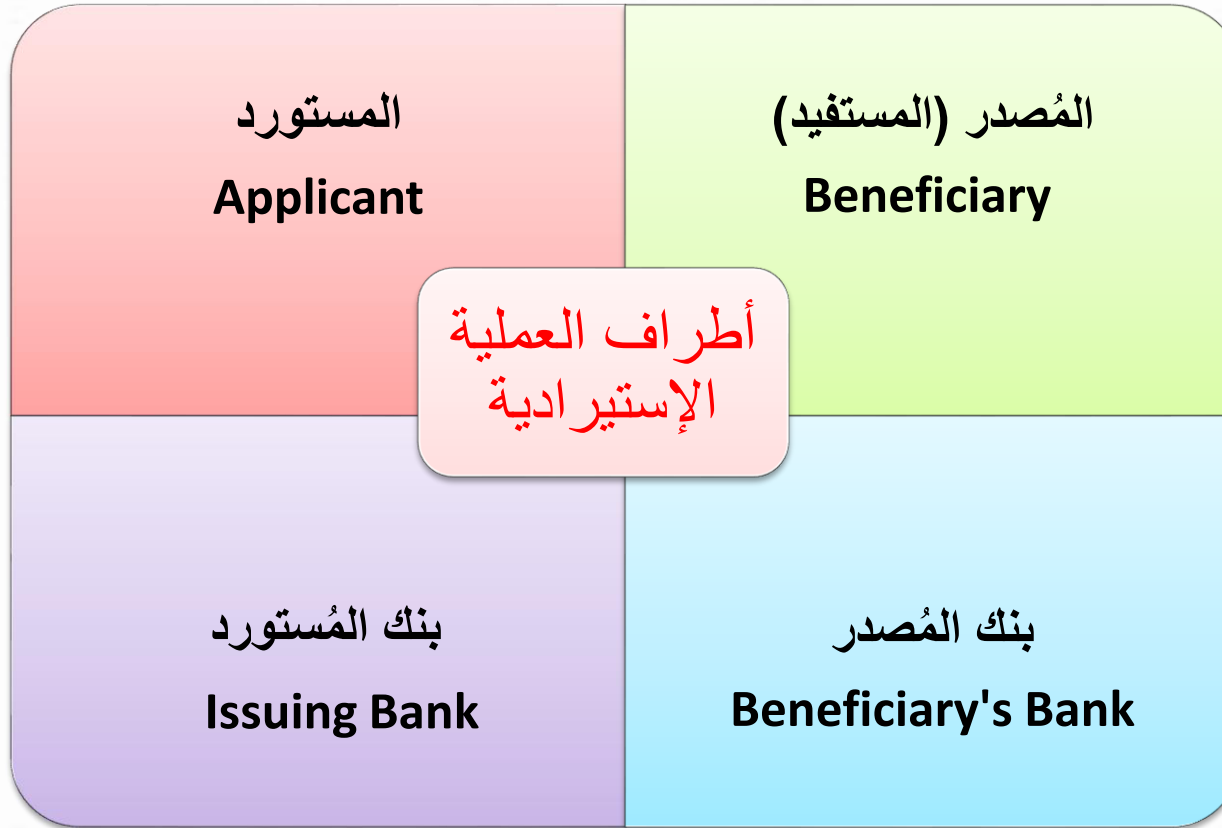 المُصدر (المستفيد)
Beneficiary
المستورد
Applicant
أطراف العملية
الإستيرادية
بنك المُصدر
Beneficiary's Bank
بنك المُستورد
Issuing Bank